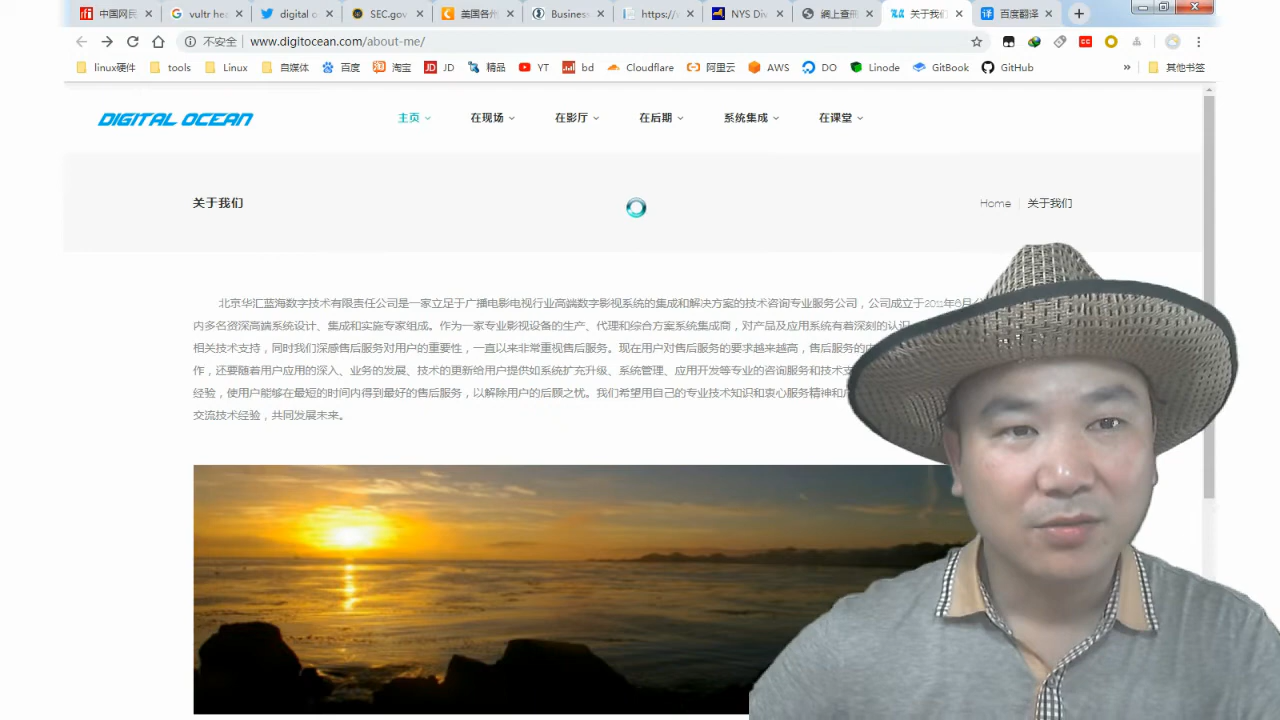 中国网民
vultr hea
digital o
SEC.gov
美国各州
Business
https://w
NYS Div
網上查冊
关于我们
百度翻译
不安全 www.digitocean.com/about-me/
linux硬件
tools
Linux
自媒体
百度
淘宝
JD
精品
YT
bd
Cloudflare
阿里云
AWS
DO
Linode
GitBook
GitHub
»
其他书签
DIGITAL OCEAN
主页
在现场
在影厅
在后期
系统集成
在课堂
关于我们
Home
关于我们
北京华汇蓝海数字技术有限责任公司是一家立足于广播电影电视行业高端数字影视系统的集成和解决方案的技术咨询专业服务公司，公司成立于2011年6月
内多名资深高端系统设计、集成和实施专家组成。作为一家专业影视设备的生产、代理和综合方案系统集成商，对产品及应用系统有着深刻的认识
相关技术支持，同时我们深感售后服务对用户的重要性，一直以来非常重视售后服务。现在用户对售后服务的要求越来越高，售后服务的
作，还要随着用户应用的深入、业务的发展、技术的更新给用户提供如系统扩充升级、系统管理、应用开发等专业的咨询服务和技术支
经验，使用户能够在最短的时间内得到最好的售后服务，以解除用户的后顾之忧。我们希望用自己的专业技术知识和衷心服务精神和
交流技术经验，共同发展未来。